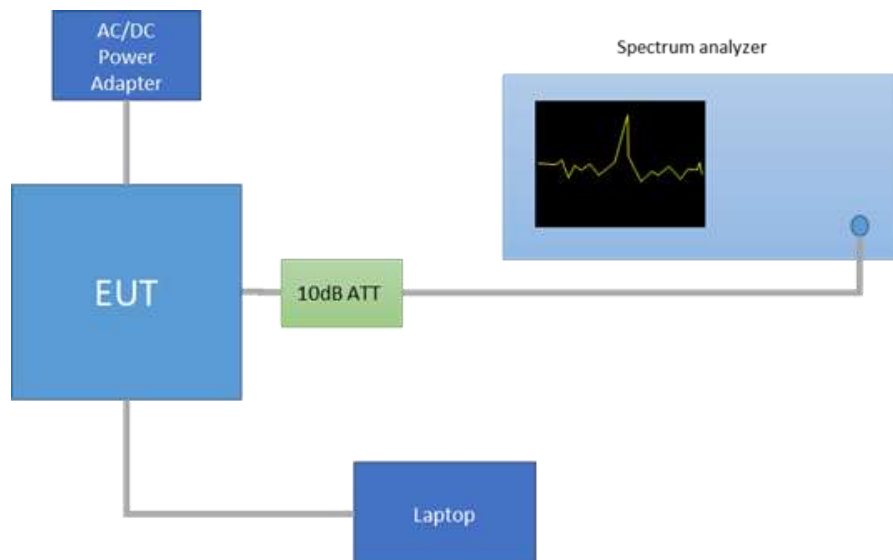 AC/DC
Power
Adapter
Spectrum analyzer
EUT
10dB ATT
Laptop